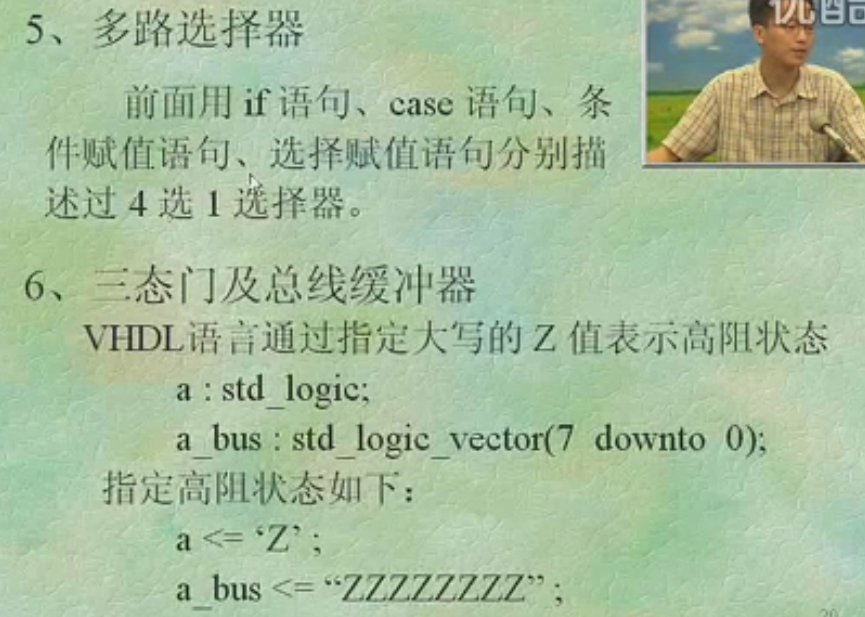 优酷
5、多路选择器
前面用 if 语句、case 语句、条
件赋值语句、选择赋值语句分别描
述过 4 选 1 选择器。
6、三态门及总线缓冲器
VHDL语言通过指定大写的 Z 值表示高阻状态
a : std_logic;
a_bus : std_logic_vector(7 downto 0);
指定高阻状态如下：
a <= ‘Z’ ;
a_bus <= “ZZZZZZZZ” ;